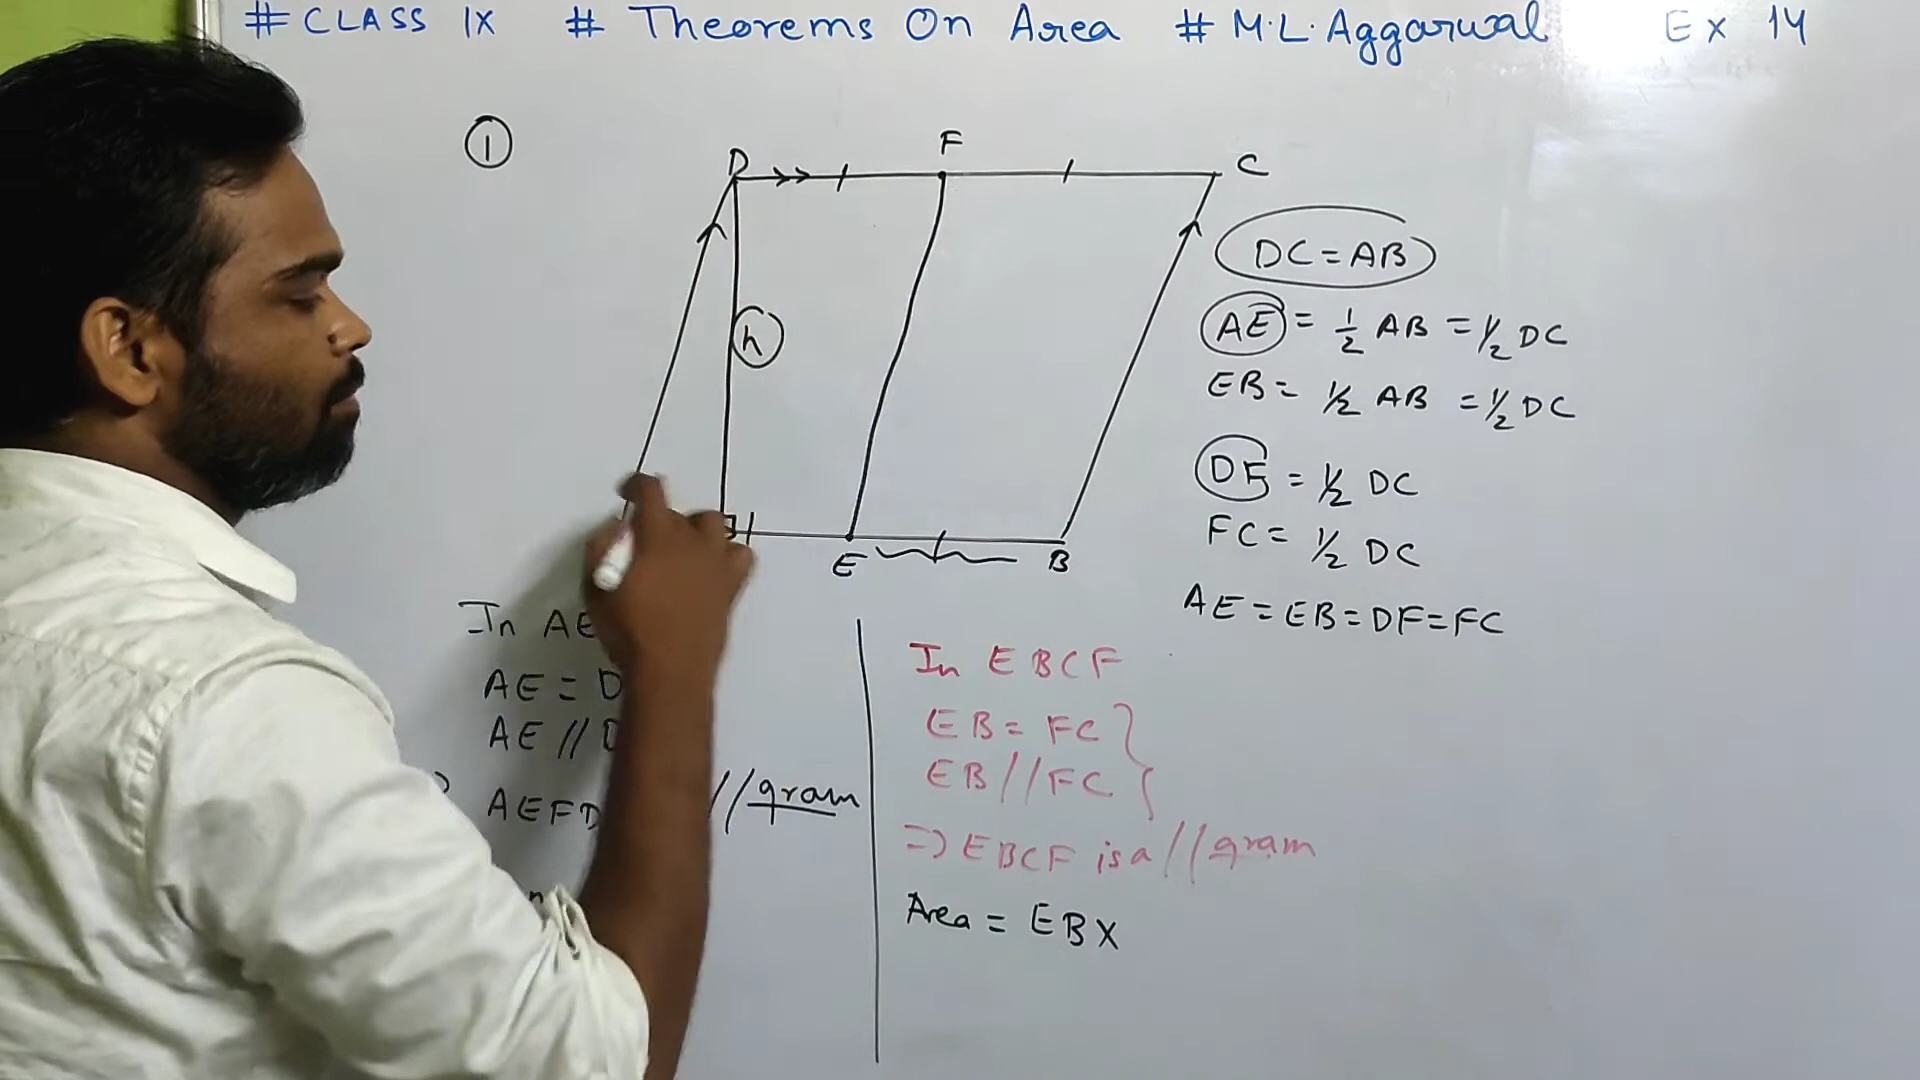 # CLASS IX # Theorems On Area # M.L. Aggarwal Ex 14
1
D F C
h
E B
DC = AB
AE = 1/2 AB = 1/2 DC
EB = 1/2 AB = 1/2 DC
DF = 1/2 DC
FC = 1/2 DC
AE = EB = DF = FC
In AE
AE = D
AE // D
AEFD //gram
In EBCF
EB = FC
EB // FC
=> EBCF is a //gram
Area = EB X